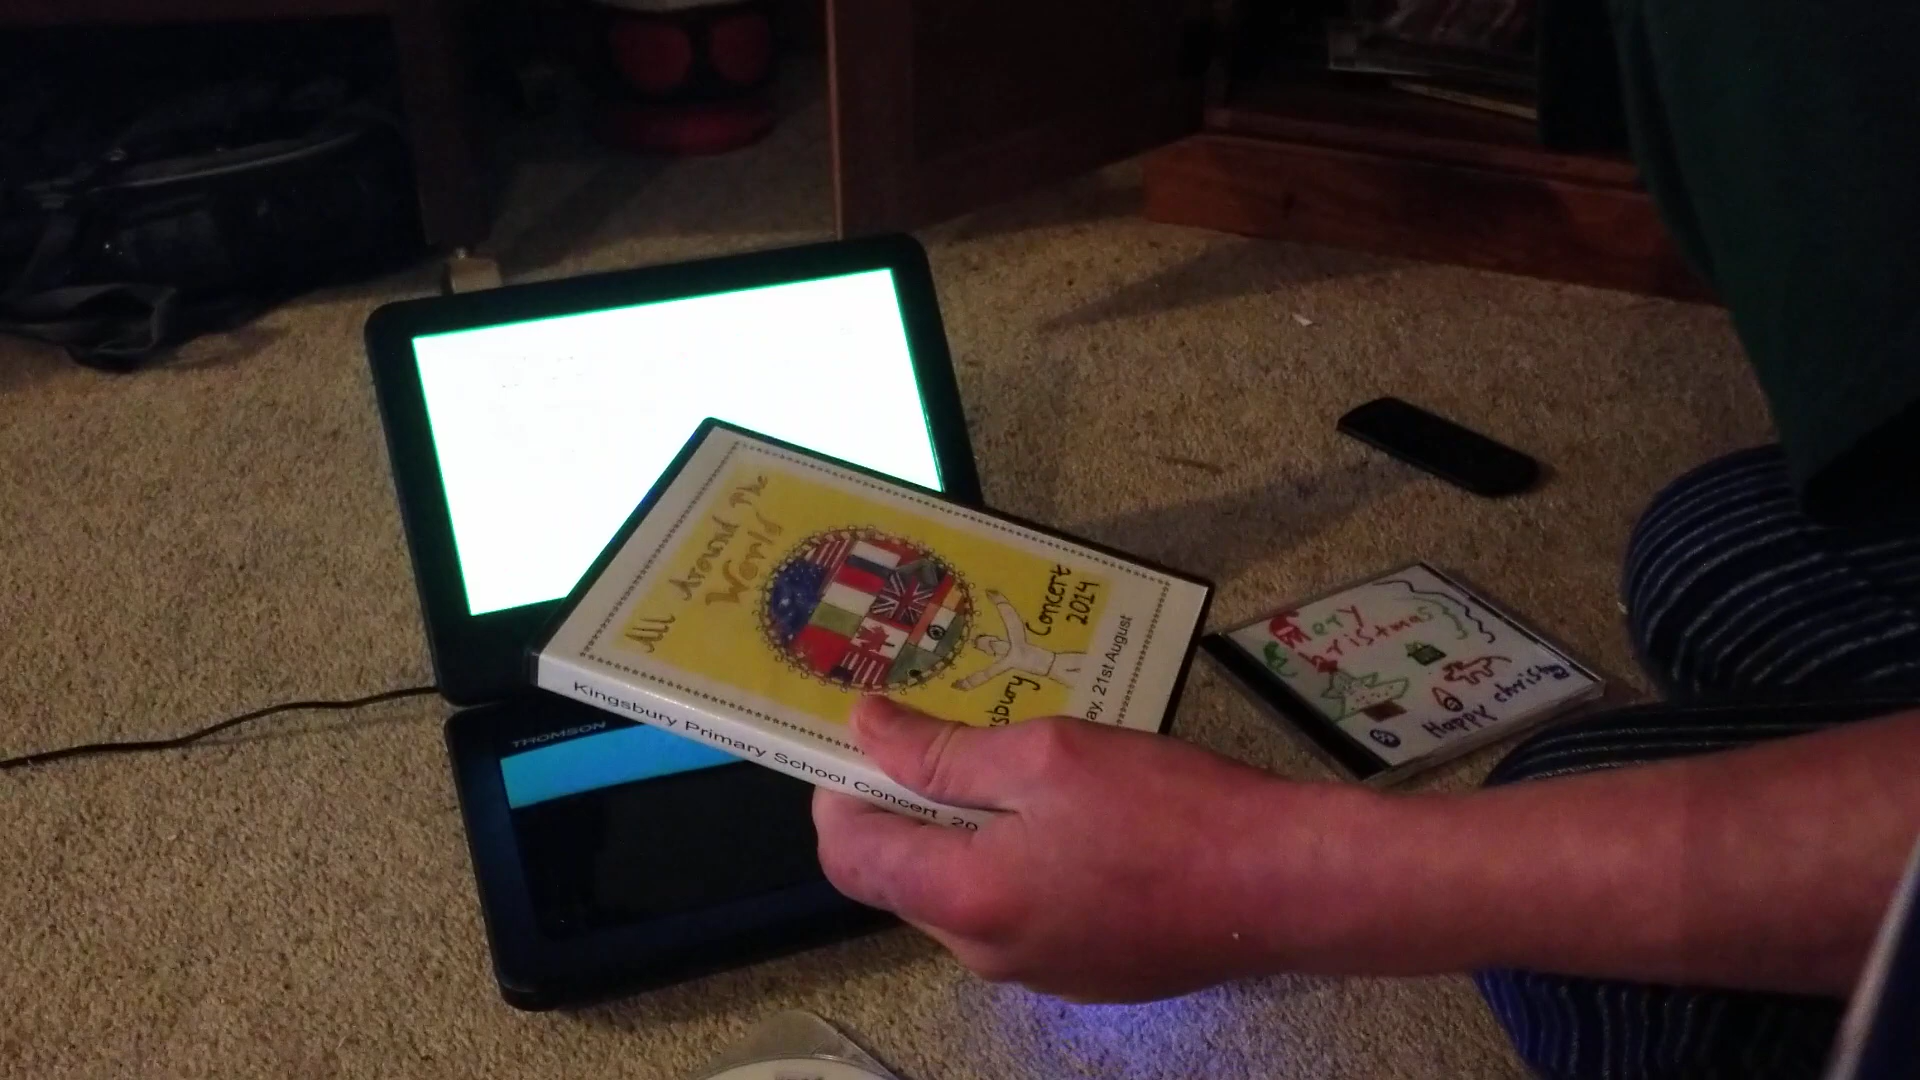 All Around The
World
Concert
2014
sbury
ay, 21st August
Kingsbury Primary School Concert 20
THOMSON
Merry
Christmas
Happy christ